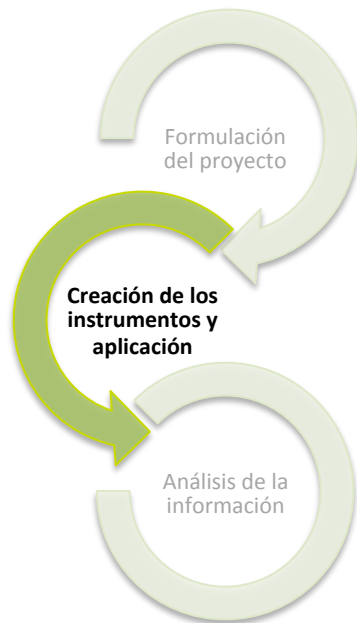 Formulación
del proyecto
Creación de los
instrumentos y
aplicación
Análisis de la
información